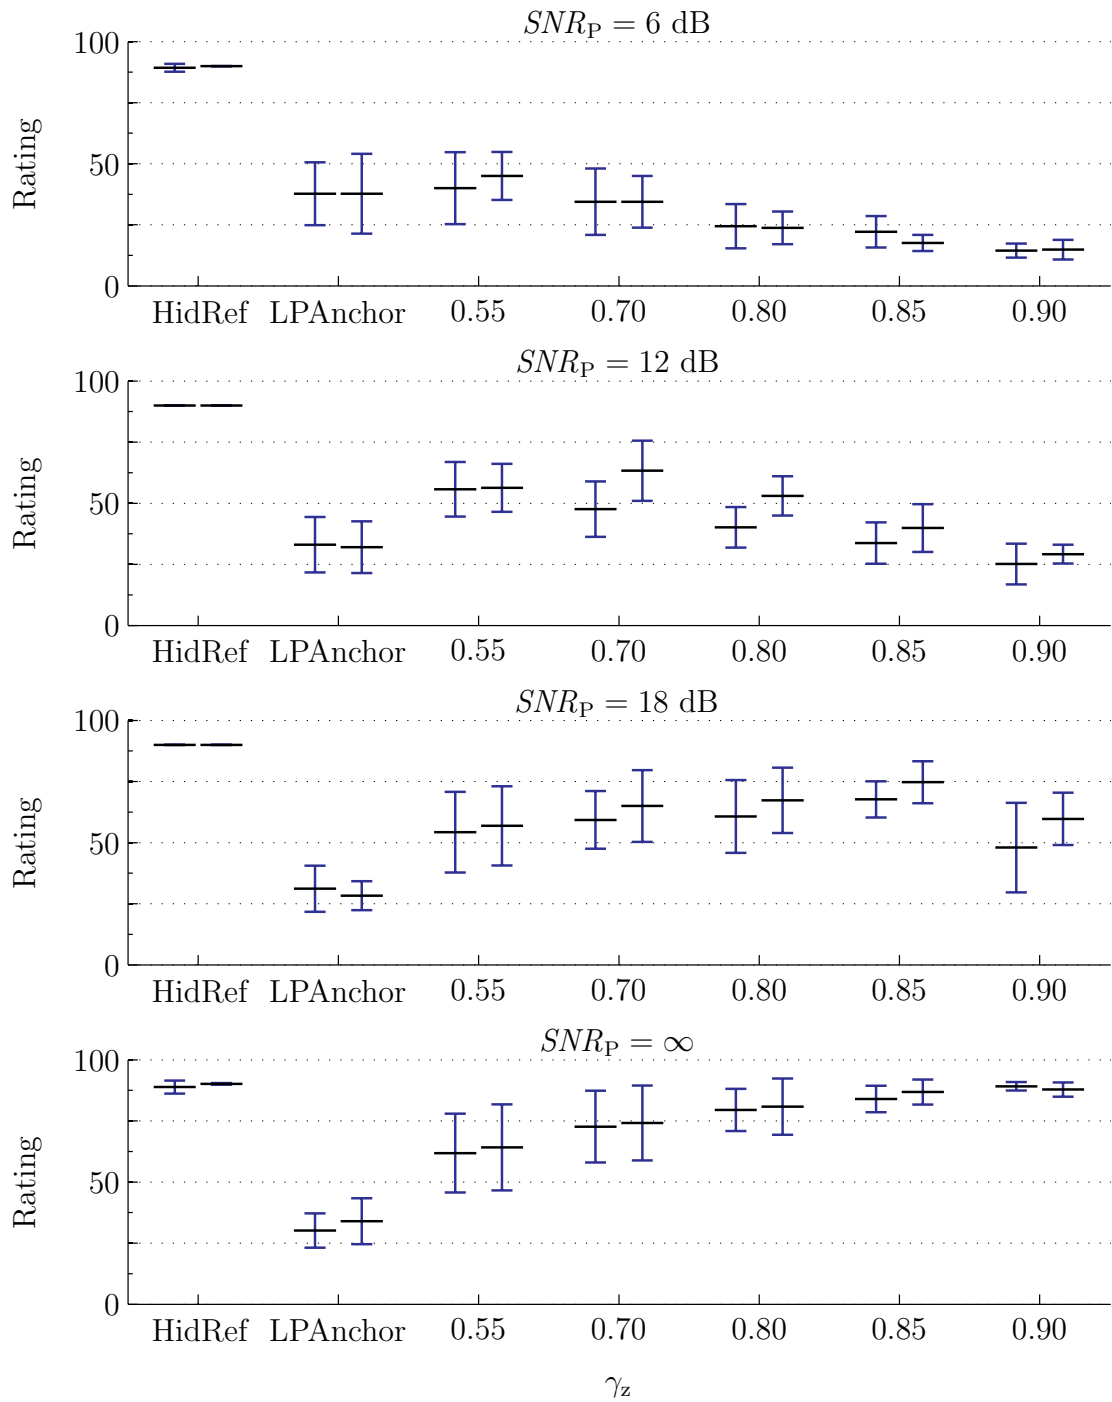 SNR_P = 6 dB
100
50
0
Rating
HidRef LPAnchor 0.55 0.70 0.80 0.85 0.90
SNR_P = 12 dB
100
50
0
Rating
HidRef LPAnchor 0.55 0.70 0.80 0.85 0.90
SNR_P = 18 dB
100
50
0
Rating
HidRef LPAnchor 0.55 0.70 0.80 0.85 0.90
SNR_P = ∞
100
50
0
Rating
HidRef LPAnchor 0.55 0.70 0.80 0.85 0.90
γ_z